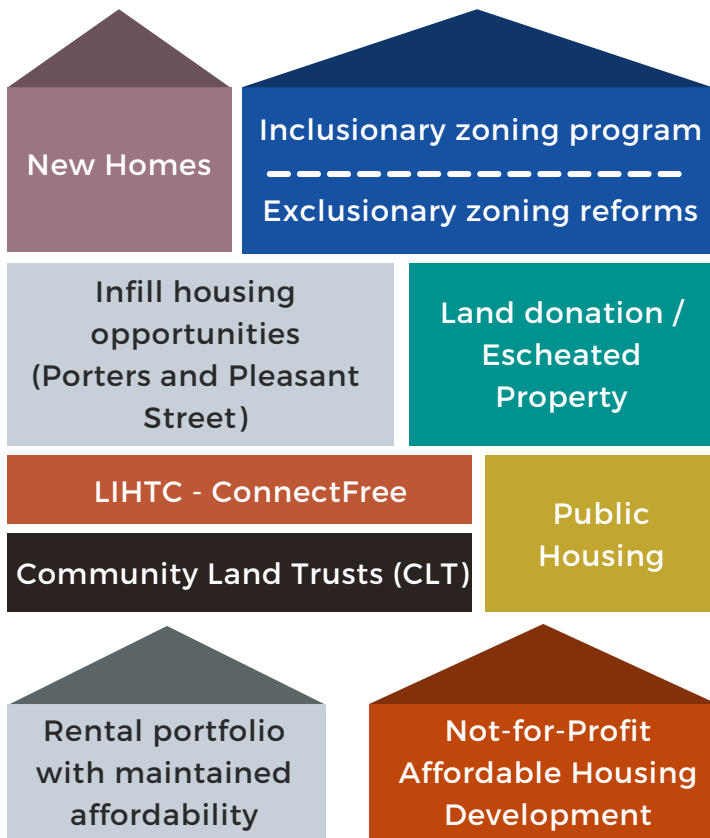 New Homes
Inclusionary zoning program
Exclusionary zoning reforms
Infill housing
opportunities
(Porters and Pleasant
Street)
Land donation /
Escheated
Property
LIHTC - ConnectFree
Community Land Trusts (CLT)
Public
Housing
Rental portfolio
with maintained
affordability
Not-for-Profit
Affordable Housing
Development